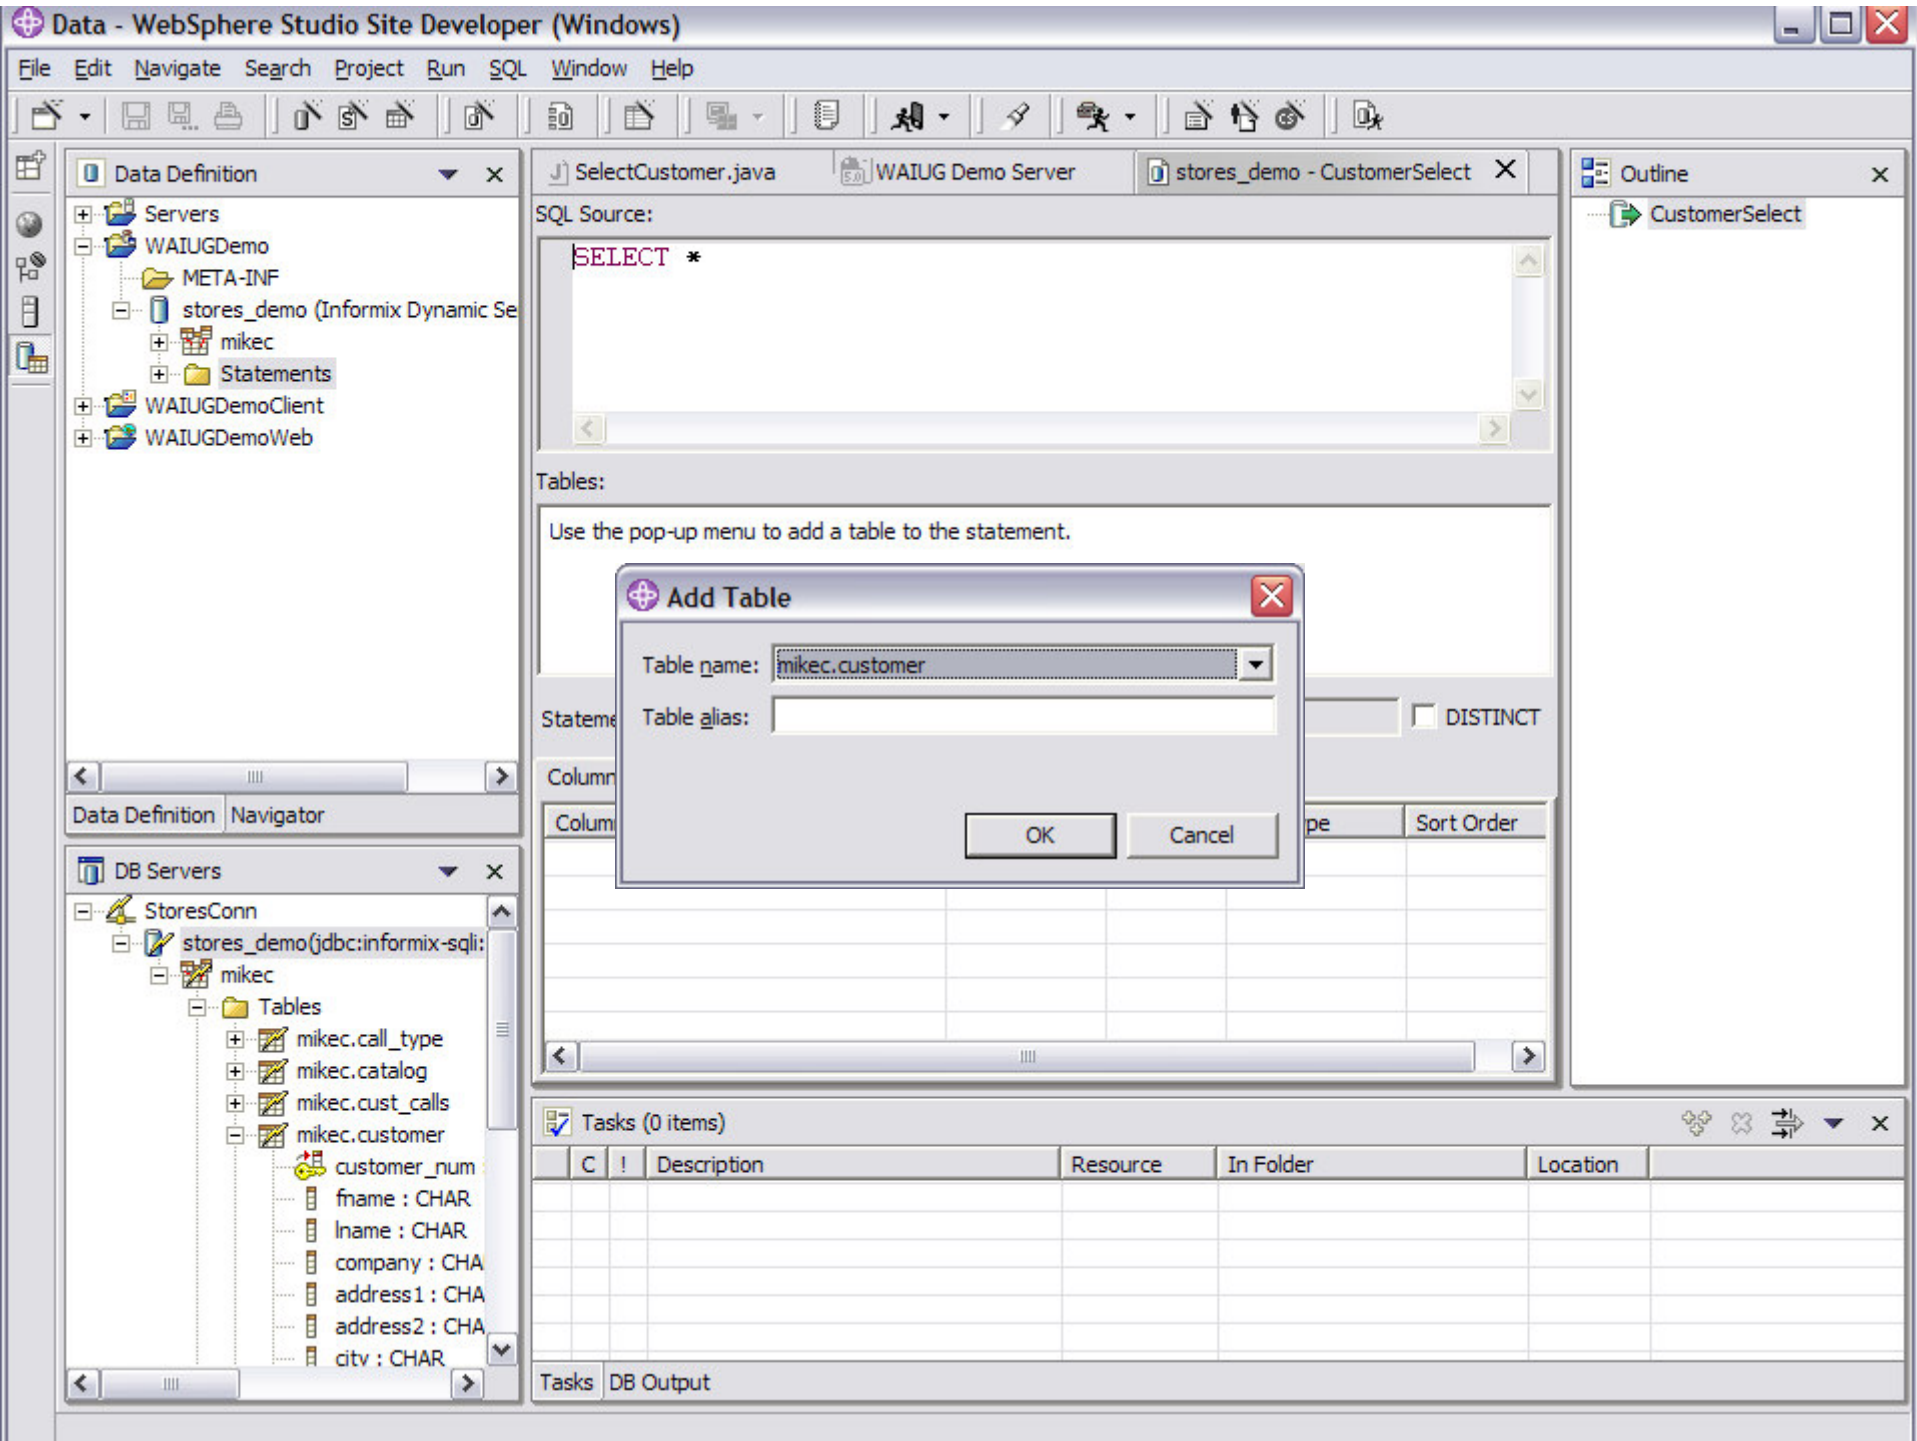 Data - WebSphere Studio Site Developer (Windows)
File Edit Navigate Search Project Run SQL Window Help
Data Definition
Servers
WAIUGDemo
META-INF
stores_demo (Informix Dynamic Se
mikec
Statements
WAIUGDemoClient
WAIUGDemoWeb
Data Definition Navigator
DB Servers
StoresConn
stores_demo(jdbc:informix-sqli:
mikec
Tables
mikec.call_type
mikec.catalog
mikec.cust_calls
mikec.customer
customer_num
fname : CHAR
lname : CHAR
company : CHA
address1 : CHA
address2 : CHA
city : CHAR
SelectCustomer.java WAIUG Demo Server stores_demo - CustomerSelect
SQL Source:
SELECT *
Tables:
Use the pop-up menu to add a table to the statement.
Stateme DISTINCT
Column
Colum pe Sort Order
Add Table
Table name: mikec.customer
Table alias:
OK Cancel
Outline
CustomerSelect
Tasks (0 items)
C ! Description Resource In Folder Location
Tasks DB Output